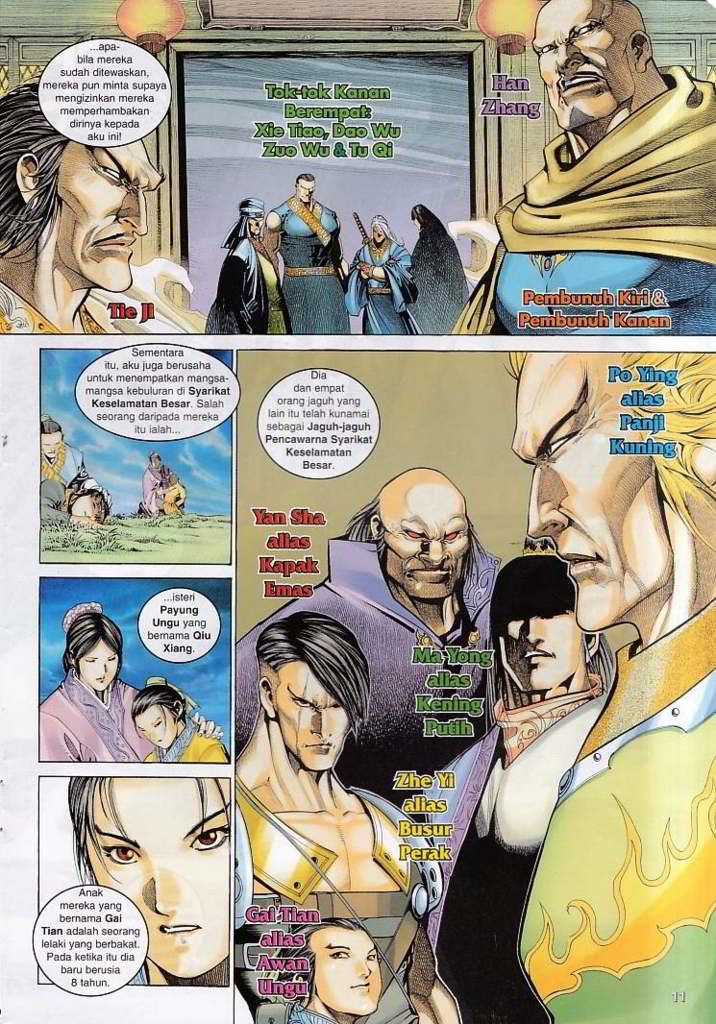 ...apa-
bila mereka
sudah ditewaskan,
mereka pun minta supaya
mengizinkan mereka
memperhambakan
dirinya kepada
aku ini!
Tok-tok Kanan
Berempat:
Xie Tiao, Dao Wu
Zuo Wu & Tu Qi
Han
Zhang
Tie Ji
Pembunuh Kiri &
Pembunuh Kanan
Sementara
itu, aku juga berusaha
untuk menempatkan mangsa-
mangsa kebuluran di Syarikat
Keselamatan Besar. Salah
seorang daripada mereka
itu ialah...
...isteri
Payung
Ungu yang
bernama Qiu
Xiang.
Anak
mereka yang
bernama Gai
Tian adalah seorang
lelaki yang berbakat.
Pada ketika itu dia
baru berusia
8 tahun.
Dia
dan empat
orang jaguh yang
lain itu telah kunamai
sebagai Jaguh-jaguh
Pencawarna Syarikat
Keselamatan
Besar.
Po Ying
alias
Panji
Kuning
Yan Sha
alias
Kapak
Emas
Ma Yong
alias
Kening
Putih
Zhe Yi
alias
Busur
Perak
Gai Tian
alias
Awan
Ungu
11